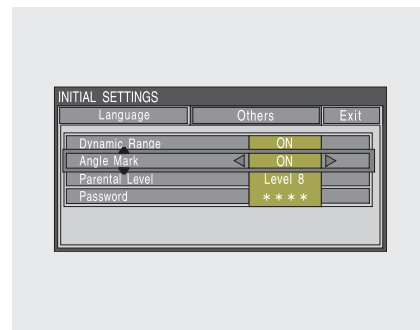 INITIAL SETTINGS
Language Others Exit
Dynamic Range ON
Angle Mark ON
Parental Level Level 8
Password ****